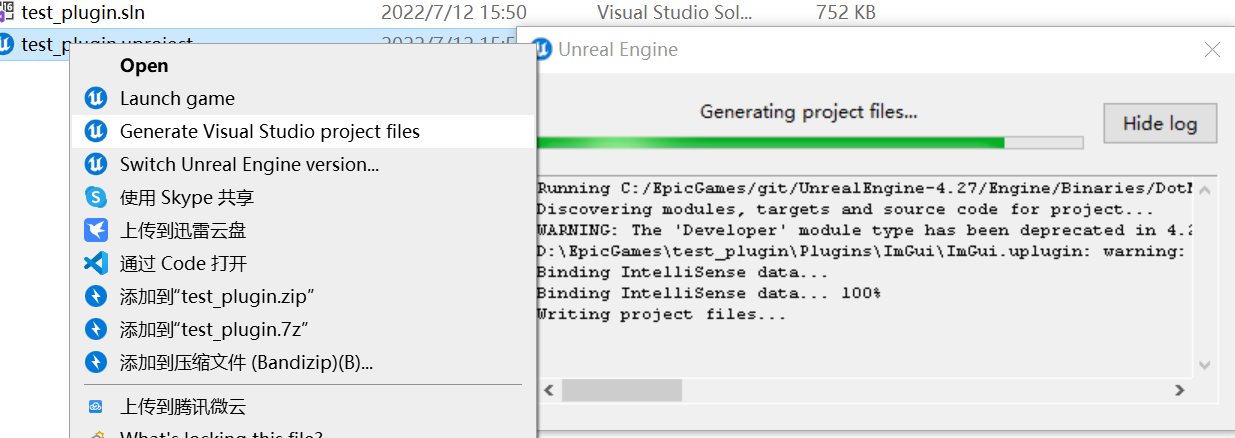 test_plugin.sln 2022/7/12 15:50 Visual Studio Sol... 752 KB
test_plugin.uproject 2022/7/12 15:5
Unreal Engine
Open
Launch game
Generate Visual Studio project files
Switch Unreal Engine version...
使用 Skype 共享
上传到迅雷云盘
通过 Code 打开
添加到“test_plugin.zip”
添加到“test_plugin.7z”
添加到压缩文件 (Bandizip)(B)...
上传到腾讯微云
What's locking this file?
Generating project files...
Hide log
Running C:/EpicGames/git/UnrealEngine-4.27/Engine/Binaries/DotN
Discovering modules, targets and source code for project...
WARNING: The 'Developer' module type has been deprecated in 4.2
D:\EpicGames\test_plugin\Plugins\ImGui\ImGui.uplugin: warning:
Binding IntelliSense data...
Binding IntelliSense data... 100%
Writing project files...